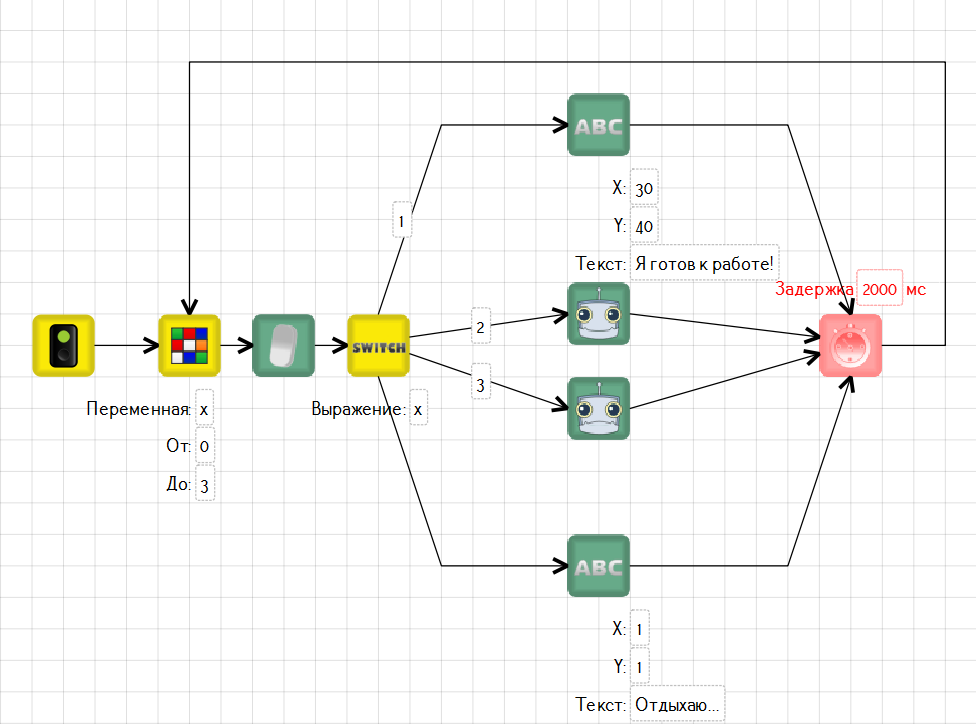 ABC
X: 30
1
Y: 40
Текст: Я готов к работе!
Задержка 2000 мс
2
SWITCH
3
Переменная: x
Выражение: x
От: 0
До: 3
ABC
X: 1
Y: 1
Текст: Отдыхаю...